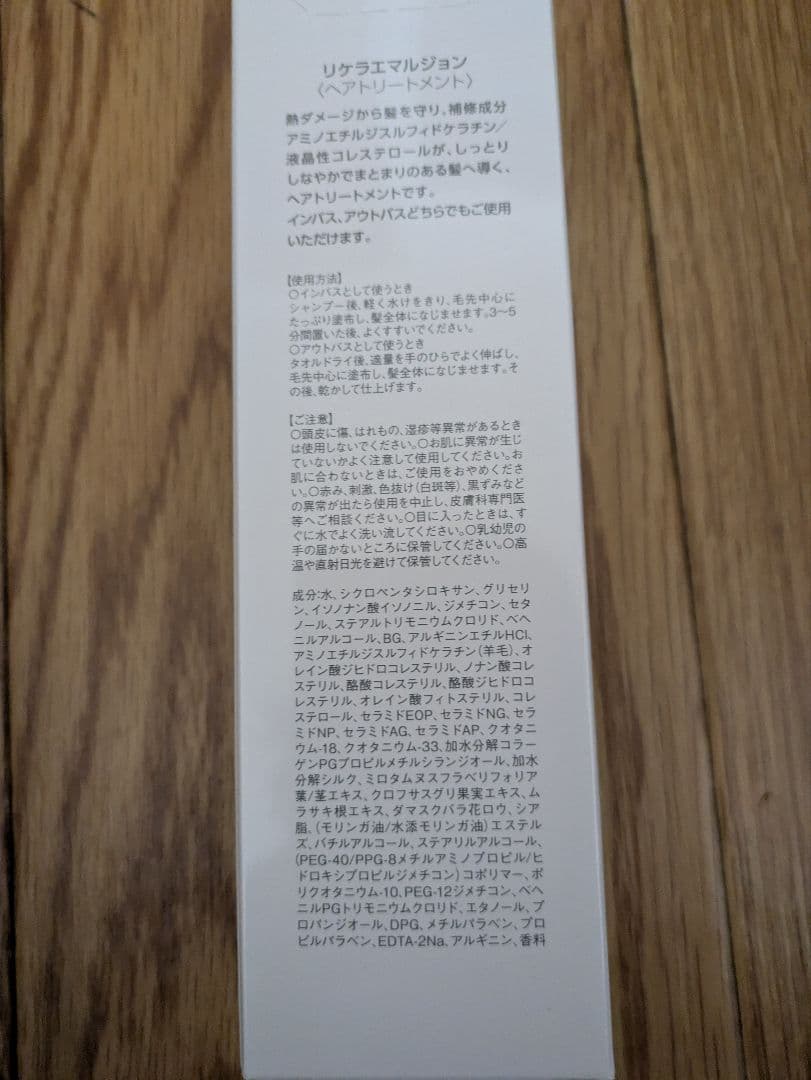 リケラエマルジョン
〈ヘアトリートメント〉
熱ダメージから髪を守り、補修成分
アミノエチルジスルフィドケラチン/
液晶性コレステロールが、しっとり
しなやかでまとまりのある髪へ導く、
ヘアトリートメントです。
インバス、アウトバスどちらでもご使用
いただけます。
【使用方法】
○インバスとして使うとき
シャンプー後、軽く水けをきり、毛先中心に
たっぷり塗布し、髪全体になじませます。3〜5
分間置いた後、よくすすいでください。
○アウトバスとして使うとき
タオルドライ後、適量を手のひらでよく伸ばし、
毛先中心に塗布し、髪全体になじませます。そ
の後、乾かして仕上げます。
【ご注意】
○頭皮に傷、はれもの、湿疹等異常があるとき
は使用しないでください。○お肌に異常が生じ
ていないかよく注意して使用してください。お
肌に合わないときは、ご使用をおやめくださ
い。○赤み、刺激、色抜け(白斑等)、黒ずみなど
の異常が出たら使用を中止し、皮膚科専門医
等へご相談ください。○目に入ったときは、す
ぐに水でよく洗い流してください。○乳幼児の
手の届かないところに保管してください。○高
温や直射日光を避けて保管してください。
成分:水、シクロペンタシロキサン、グリセリ
ン、イソノナン酸イソノニル、ジメチコン、セタ
ノール、ステアルトリモニウムクロリド、ベヘ
ニルアルコール、BG、アルギニンエチルHCl、
アミノエチルジスルフィドケラチン(羊毛)、オ
レイン酸ジヒドロコレステリル、ノナン酸コレ
ステリル、酪酸コレステリル、酪酸ジヒドロコ
レステリル、オレイン酸フィトステリル、コレ
ステロール、セラミドEOP、セラミドNG、セラ
ミドNP、セラミドAG、セラミドAP、クオタニ
ウム-18、クオタニウム-33、加水分解コラー
ゲンPGプロピルメチルシランジオール、加水
分解シルク、ミロタムヌスフラベリフォリア
葉/茎エキス、クロフサスグリ果実エキス、ム
ラサキ根エキス、ダマスクバラ花ロウ、シア
脂、(モリンガ油/水添モリンガ油)エステル
ズ、バチルアルコール、ステアリルアルコール、
(PEG-40/PPG-8メチルアミノプロピル/ヒ
ドロキシプロピルジメチコン)コポリマー、ポ
リクオタニウム-10、PEG-12ジメチコン、ベヘ
ニルPGトリモニウムクロリド、エタノール、プ
ロパンジオール、DPG、メチルパラベン、プロ
ピルパラベン、EDTA-2Na、アルギニン、香料